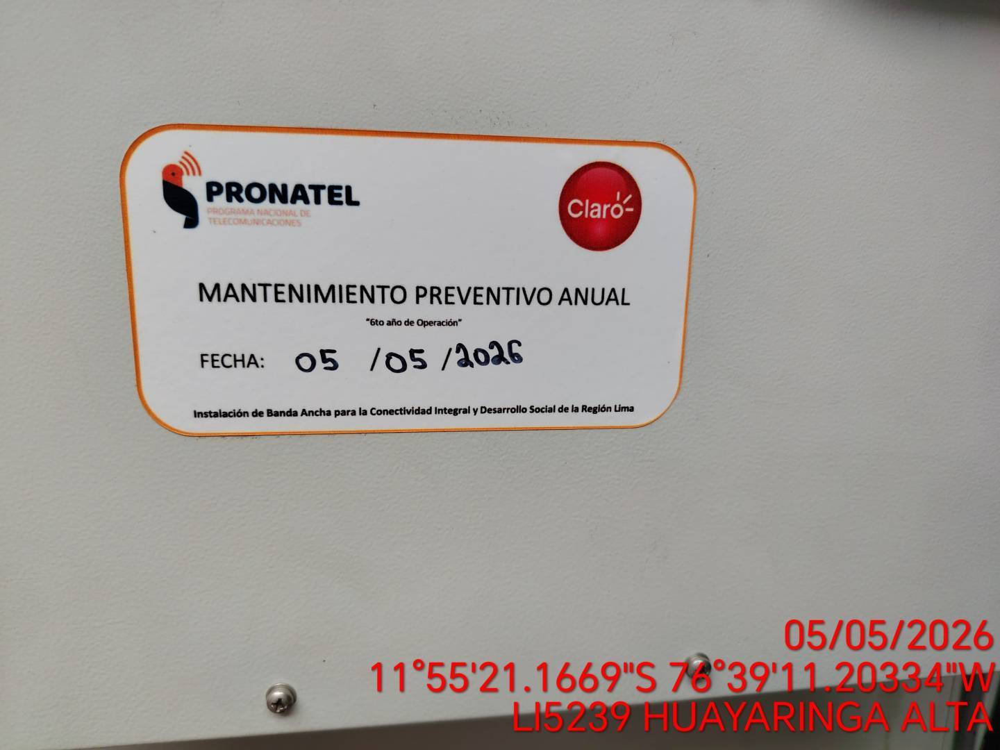 PRONATEL
PROGRAMA NACIONAL DE
TELECOMUNICACIONES
Claro
MANTENIMIENTO PREVENTIVO ANUAL
"6to año de Operación"
FECHA: 05 /05 /2026
Instalación de Banda Ancha para la Conectividad Integral y Desarrollo Social de la Región Lima
05/05/2026
11°55'21.1669"S 76°39'11.20334"W
LI5239 HUAYARINGA ALTA